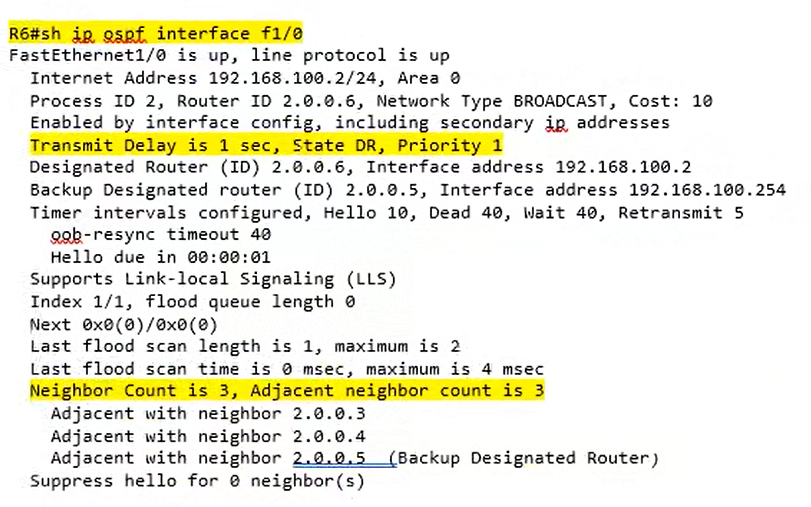 R6#sh ip ospf interface f1/0
FastEthernet1/0 is up, line protocol is up
Internet Address 192.168.100.2/24, Area 0
Process ID 2, Router ID 2.0.0.6, Network Type BROADCAST, Cost: 10
Enabled by interface config, including secondary ip addresses
Transmit Delay is 1 sec, State DR, Priority 1
Designated Router (ID) 2.0.0.6, Interface address 192.168.100.2
Backup Designated router (ID) 2.0.0.5, Interface address 192.168.100.254
Timer intervals configured, Hello 10, Dead 40, Wait 40, Retransmit 5
oob-resync timeout 40
Hello due in 00:00:01
Supports Link-local Signaling (LLS)
Index 1/1, flood queue length 0
Next 0x0(0)/0x0(0)
Last flood scan length is 1, maximum is 2
Last flood scan time is 0 msec, maximum is 4 msec
Neighbor Count is 3, Adjacent neighbor count is 3
Adjacent with neighbor 2.0.0.3
Adjacent with neighbor 2.0.0.4
Adjacent with neighbor 2.0.0.5  (Backup Designated Router)
Suppress hello for 0 neighbor(s)